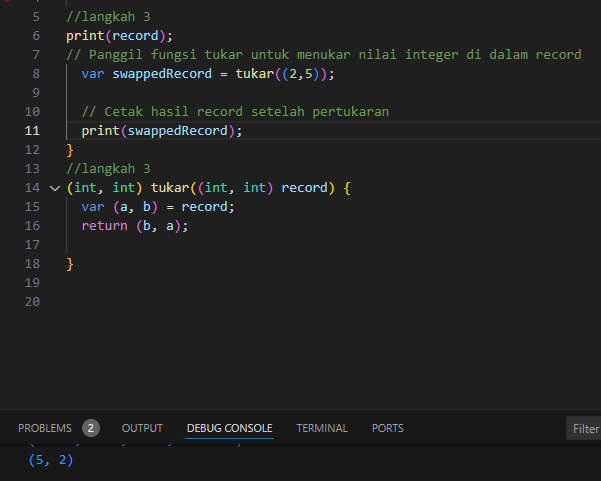 5 //langkah 3
6 print(record);
7 // Panggil fungsi tukar untuk menukar nilai integer di dalam record
8 var swappedRecord = tukar((2,5));
9
10 // Cetak hasil record setelah pertukaran
11 print(swappedRecord);
12 }
13 //langkah 3
14 (int, int) tukar((int, int) record) {
15 var (a, b) = record;
16 return (b, a);
17
18 }
19
20
PROBLEMS 2 OUTPUT DEBUG CONSOLE TERMINAL PORTS Filter
(5, 2)